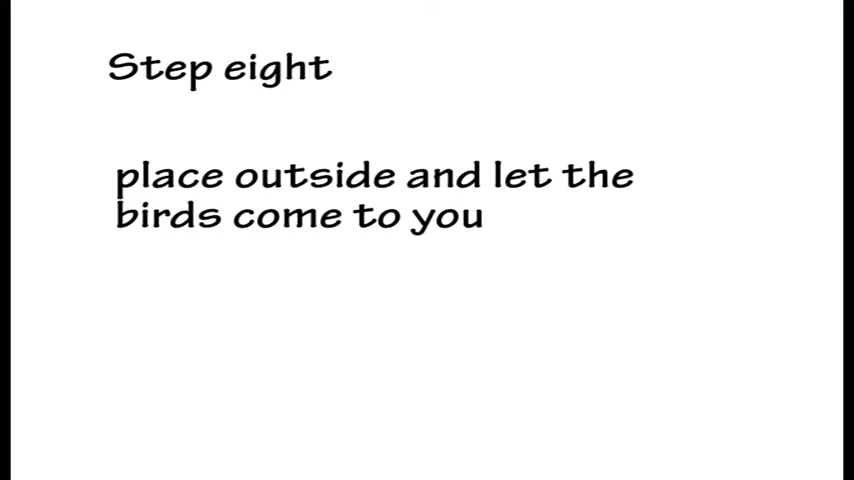 Step eight
place outside and let the
birds come to you